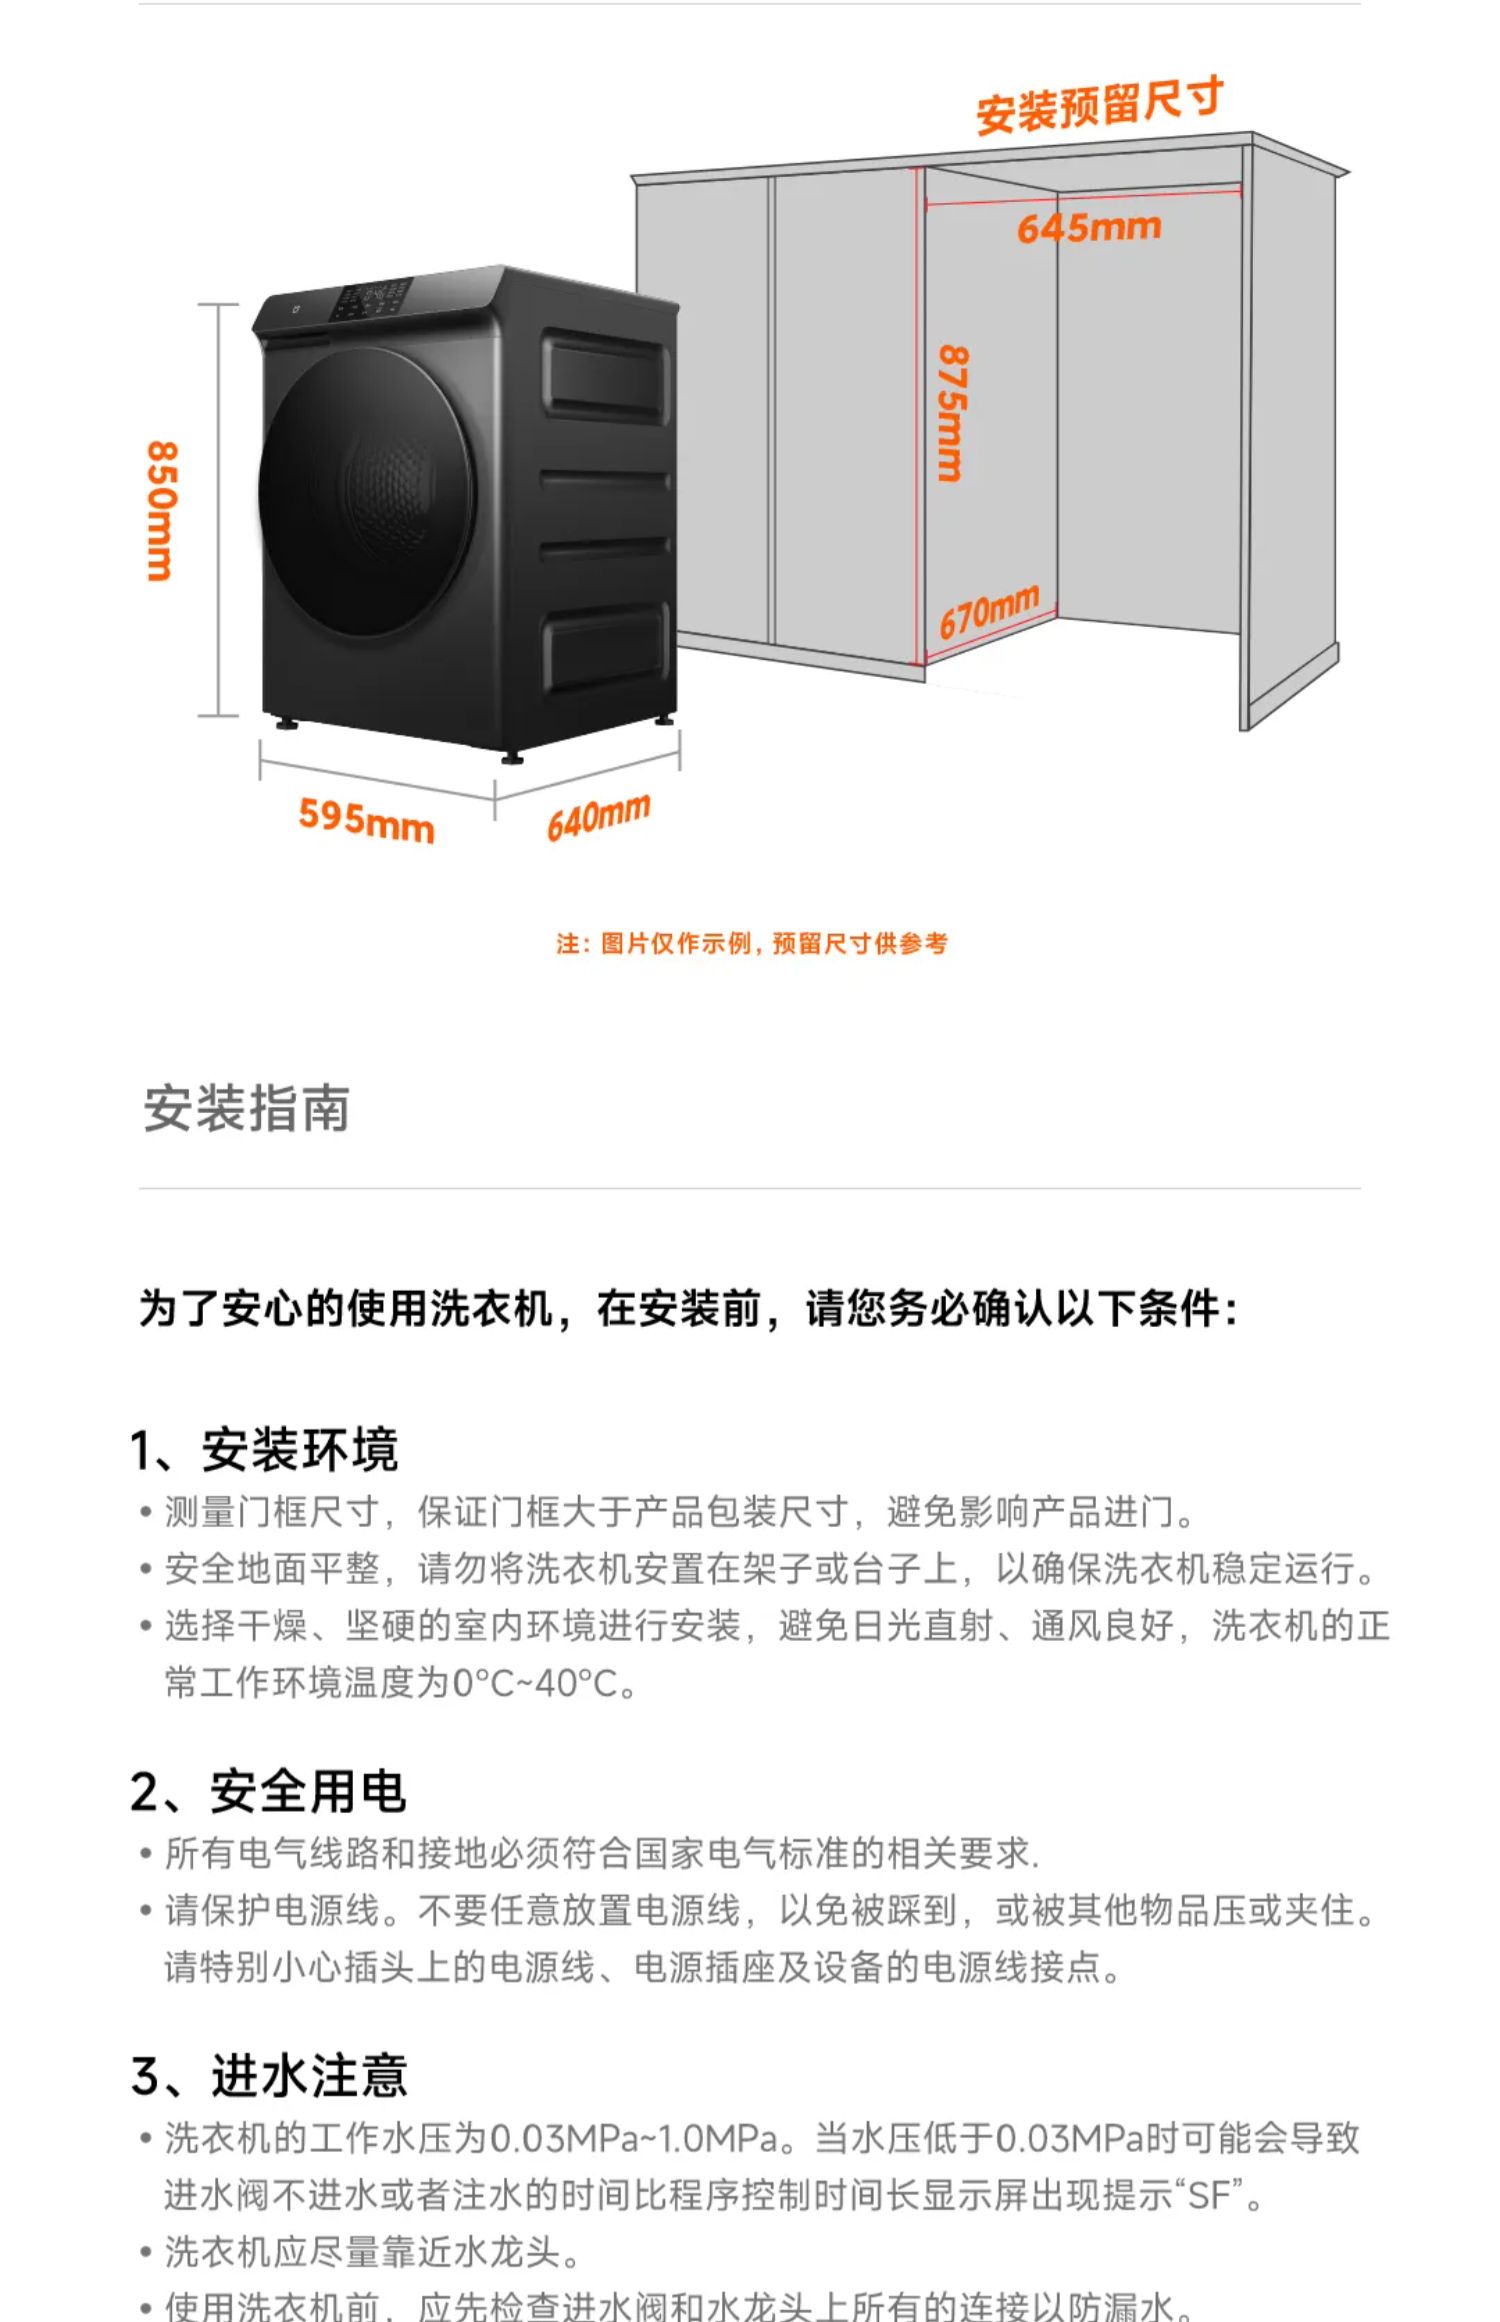 安装预留尺寸
645mm
875mm
670mm
850mm
595mm
640mm
注：图片仅作示例，预留尺寸供参考
安装指南
为了安心的使用洗衣机，在安装前，请您务必确认以下条件：
1、安装环境
• 测量门框尺寸，保证门框大于产品包装尺寸，避免影响产品进门。
• 安全地面平整，请勿将洗衣机安置在架子或台子上，以确保洗衣机稳定运行。
• 选择干燥、坚硬的室内环境进行安装，避免日光直射、通风良好，洗衣机的正
常工作环境温度为0°C~40°C。
2、安全用电
• 所有电气线路和接地必须符合国家电气标准的相关要求.
• 请保护电源线。不要任意放置电源线，以免被踩到，或被其他物品压或夹住。
请特别小心插头上的电源线、电源插座及设备的电源线接点。
3、进水注意
• 洗衣机的工作水压为0.03MPa~1.0MPa。当水压低于0.03MPa时可能会导致
进水阀不进水或者注水的时间比程序控制时间长显示屏出现提示“SF”。
• 洗衣机应尽量靠近水龙头。
• 使用洗衣机前，应先检查进水阀和水龙头上所有的连接以防漏水。